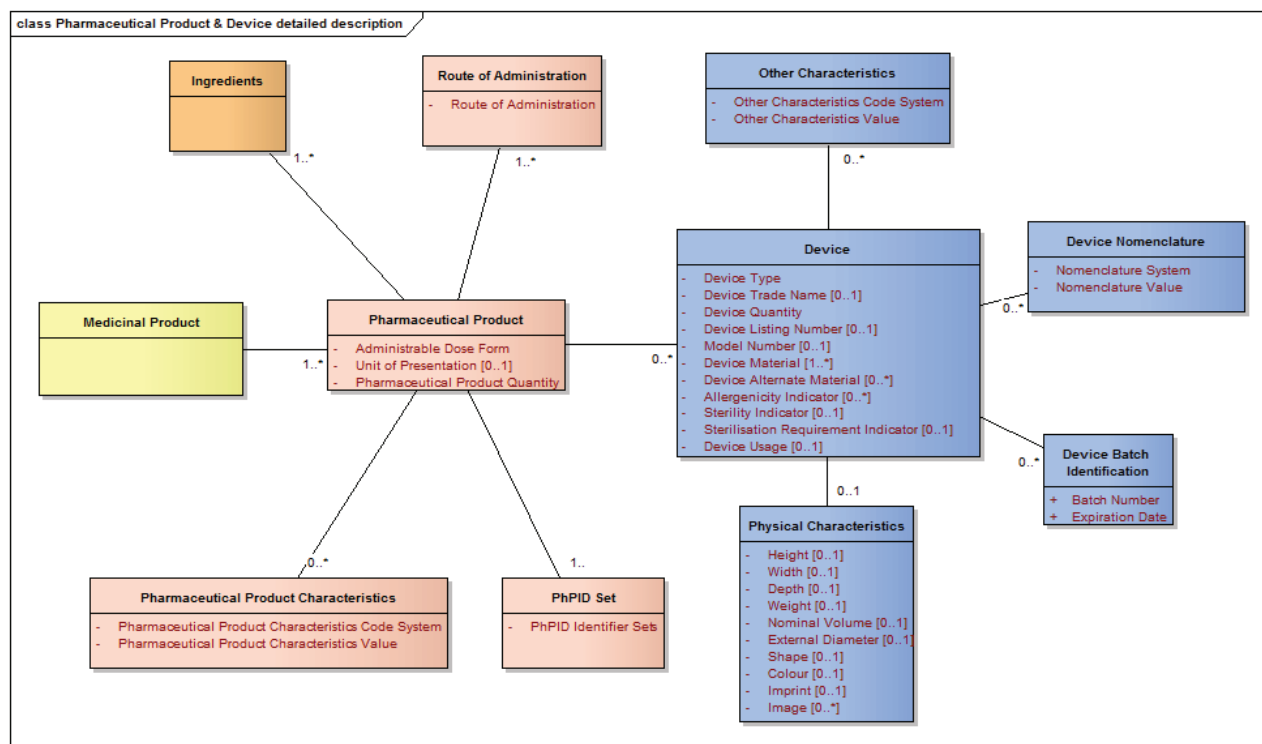 class Pharmaceutical Product & Device detailed description
Ingredients
1..*
Route of Administration
- Route of Administration
1..*
Other Characteristics
- Other Characteristics Code System
- Other Characteristics Value
0..*
Medicinal Product
1..*
Pharmaceutical Product
- Administrable Dose Form
- Unit of Presentation [0..1]
- Pharmaceutical Product Quantity
0..*
Device
- Device Type
- Device Trade Name [0..1]
- Device Quantity
- Device Listing Number [0..1]
- Model Number [0..1]
- Device Material [1..*]
- Device Alternate Material [0..*]
- Allergenicity Indicator [0..*]
- Sterility Indicator [0..1]
- Sterilisation Requirement Indicator [0..1]
- Device Usage [0..1]
Device Nomenclature
- Nomenclature System
- Nomenclature Value
0..*
Device Batch
Identification
+ Batch Number
+ Expiration Date
0..*
0..1
Physical Characteristics
- Height [0..1]
- Width [0..1]
- Depth [0..1]
- Weight [0..1]
- Nominal Volume [0..1]
- External Diameter [0..1]
- Shape [0..1]
- Colour [0..1]
- Imprint [0..1]
- Image [0..*]
0..*
Pharmaceutical Product Characteristics
- Pharmaceutical Product Characteristics Code System
- Pharmaceutical Product Characteristics Value
1..
PhPID Set
- PhPID Identifier Sets